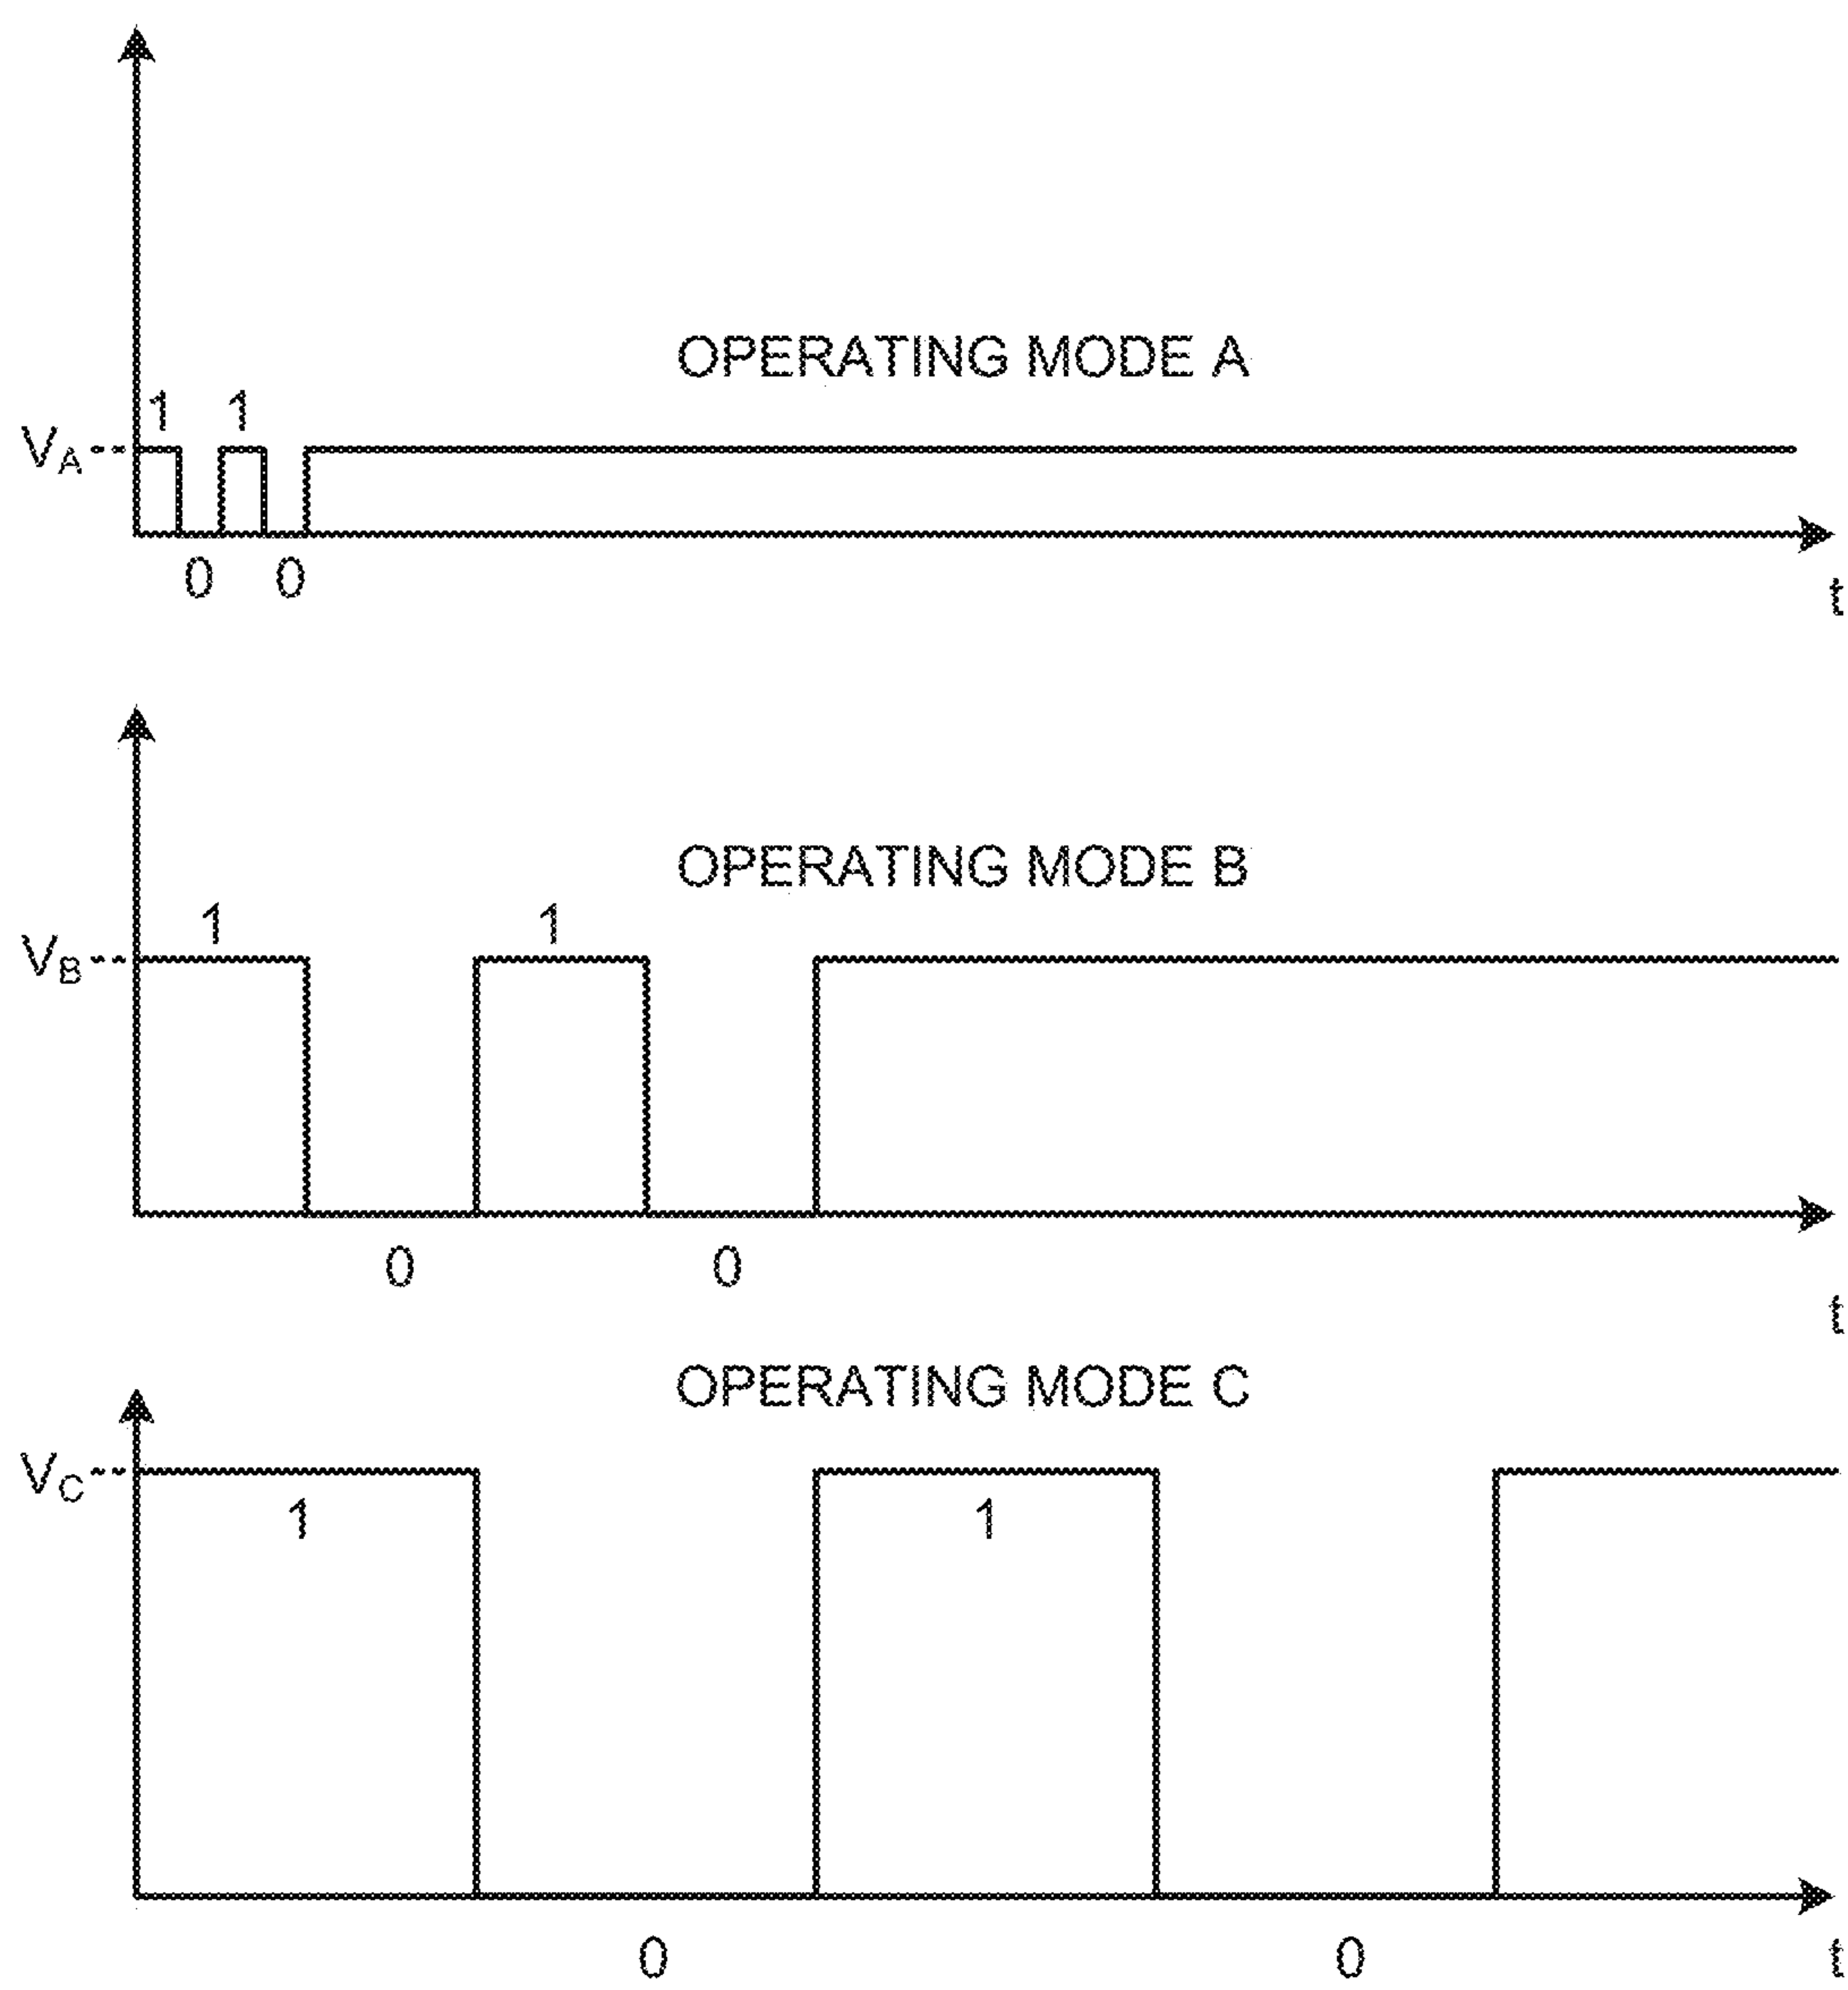 OPERATING MODE A
1 1
VA
0 0
t
OPERATING MODE B
1 1
VB
0 0
t
OPERATING MODE C
VC
1 1
0 0
t